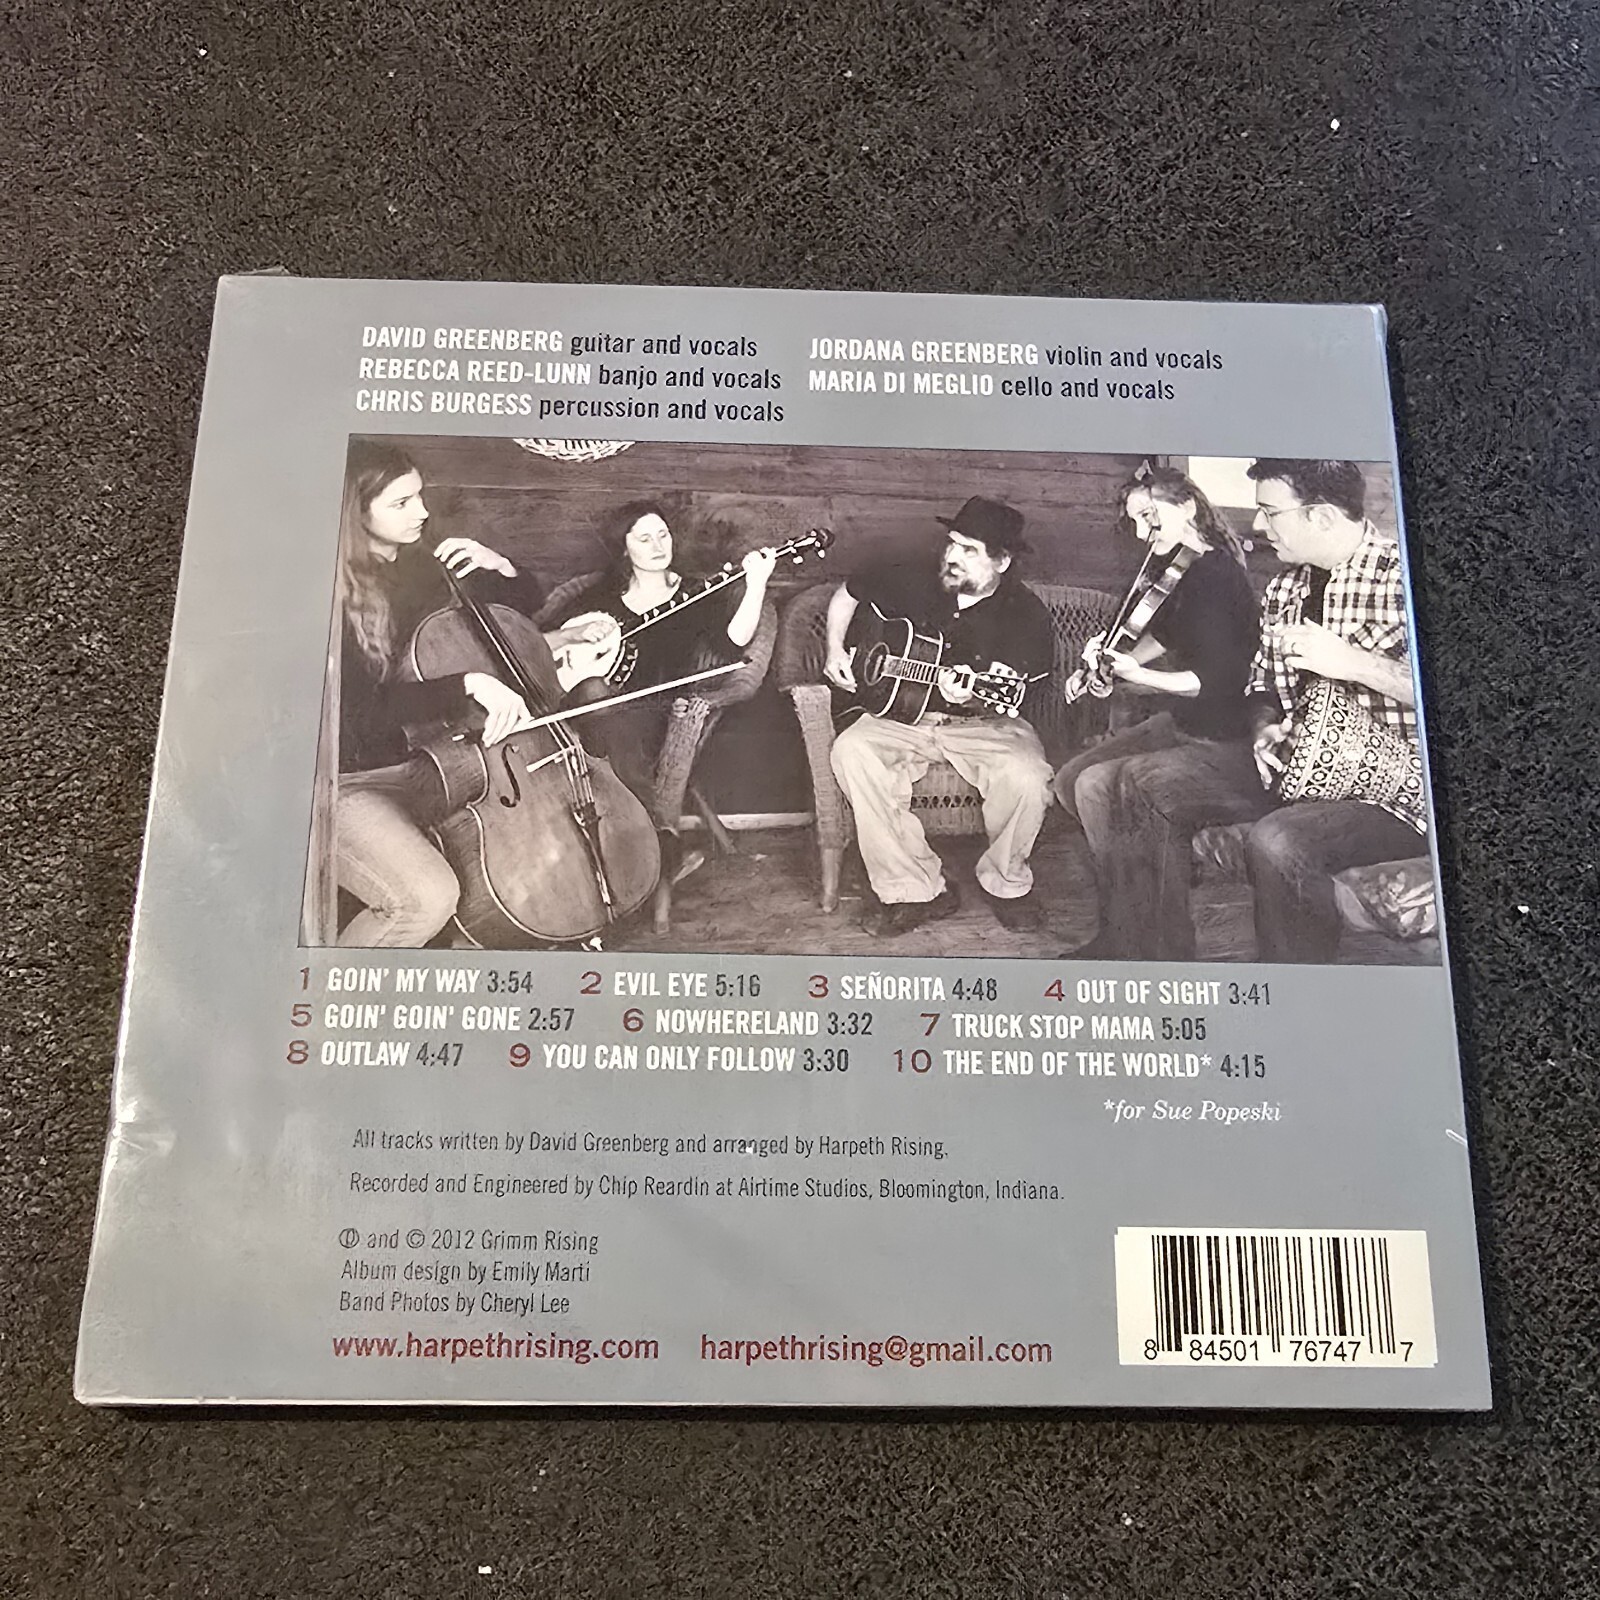 DAVID GREENBERG guitar and vocals
REBECCA REED-LUNN banjo and vocals
CHRIS BURGESS percussion and vocals
JORDANA GREENBERG violin and vocals
MARIA DI MEGLIO cello and vocals
1 GOIN' MY WAY 3:54 2 EVIL EYE 5:16 3 SEÑORITA 4:48 4 OUT OF SIGHT 3:41
5 GOIN' GOIN' GONE 2:57 6 NOWHERELAND 3:32 7 TRUCK STOP MAMA 5:05
8 OUTLAW 4:47 9 YOU CAN ONLY FOLLOW 3:30 10 THE END OF THE WORLD* 4:15
*for Sue Popeski
All tracks written by David Greenberg and arranged by Harpeth Rising.
Recorded and Engineered by Chip Reardin at Airtime Studios, Bloomington, Indiana.
℗ and © 2012 Grimm Rising
Album design by Emily Marti
Band Photos by Cheryl Lee
www.harpethrising.com harpethrising@gmail.com
8 84501 76747 7